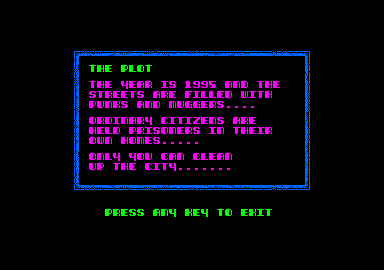 THE PLOT
THE YEAR IS 1995 AND THE
STREETS ARE FILLED WITH
PUNKS AND MUGGERS....
ORDINARY CITIZENS ARE
HELD PRISONERS IN THEIR
OWN HOMES.....
ONLY YOU CAN CLEAN
UP THE CITY.......
PRESS ANY KEY TO EXIT